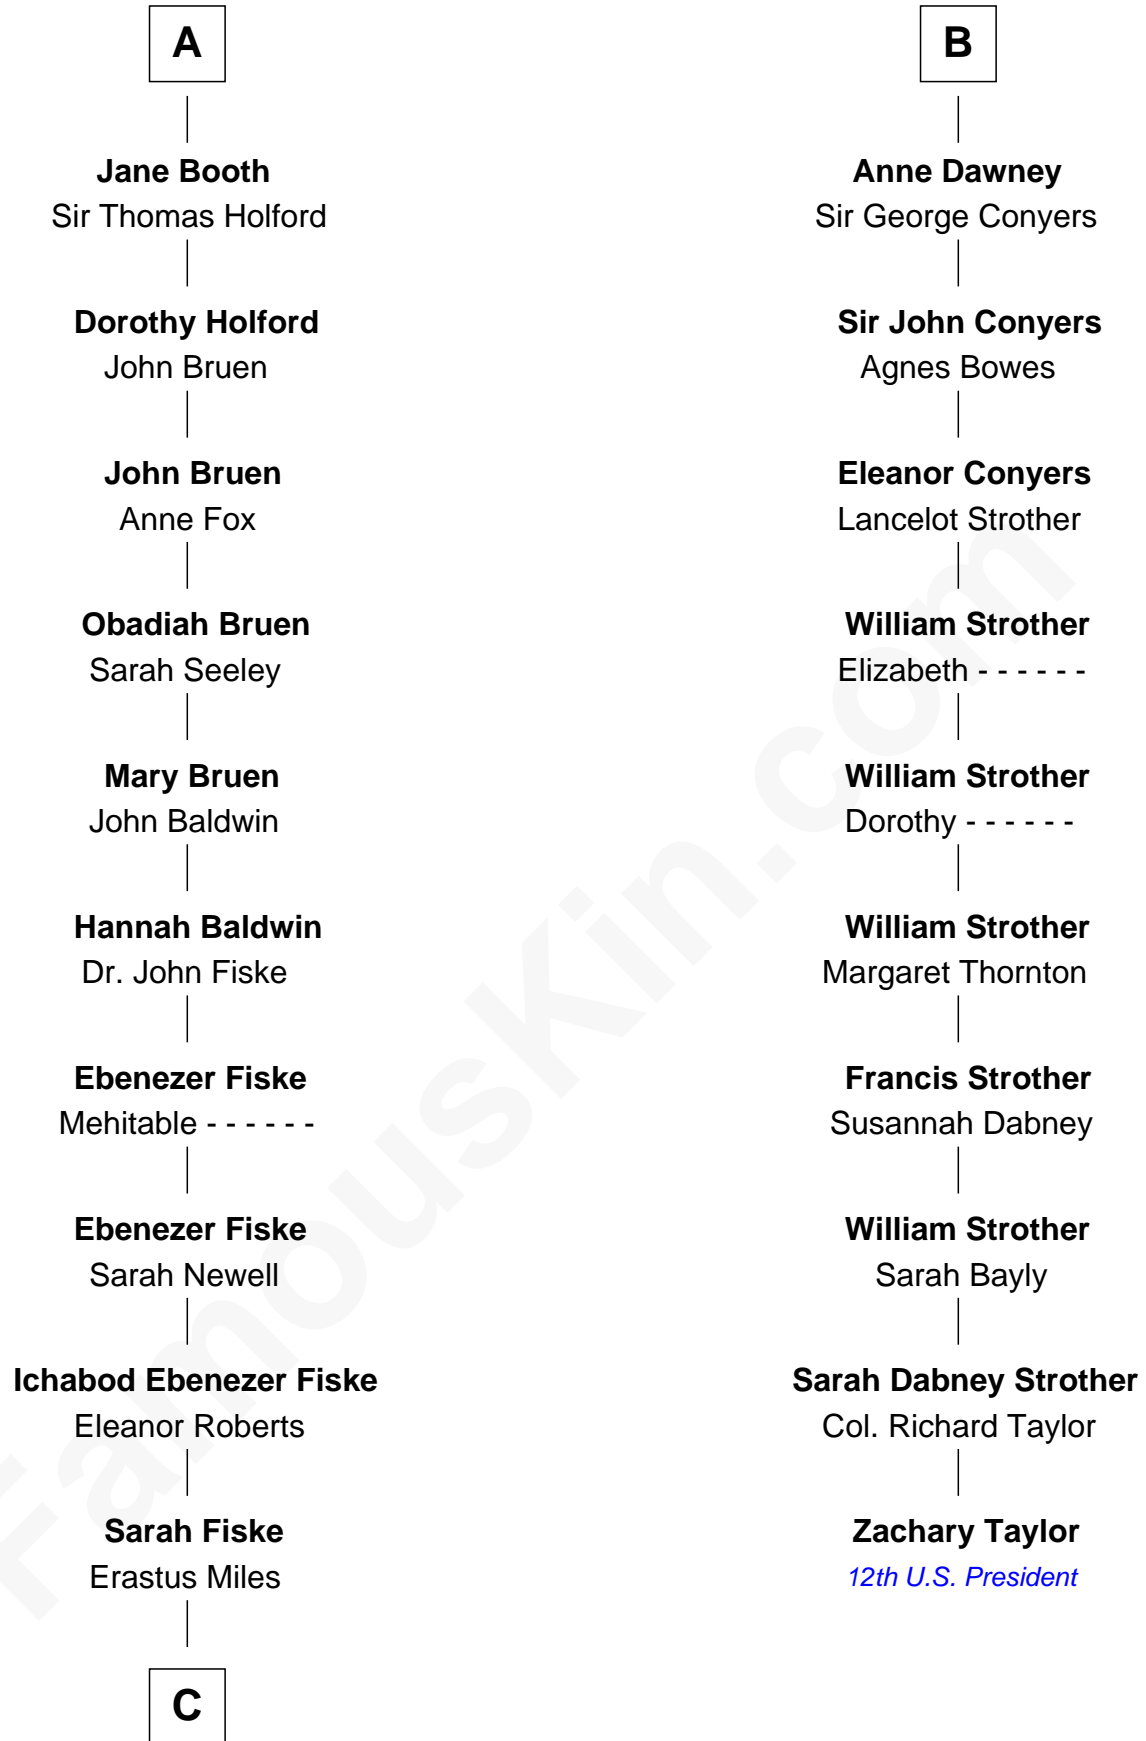 A
Jane Booth
Sir Thomas Holford
Dorothy Holford
John Bruen
John Bruen
Anne Fox
Obadiah Bruen
Sarah Seeley
Mary Bruen
John Baldwin
Hannah Baldwin
Dr. John Fiske
Ebenezer Fiske
Mehitable - - - - - -
Ebenezer Fiske
Sarah Newell
Ichabod Ebenezer Fiske
Eleanor Roberts
Sarah Fiske
Erastus Miles
C
B
Anne Dawney
Sir George Conyers
Sir John Conyers
Agnes Bowes
Eleanor Conyers
Lancelot Strother
William Strother
Elizabeth - - - - - -
William Strother
Dorothy - - - - - -
William Strother
Margaret Thornton
Francis Strother
Susannah Dabney
William Strother
Sarah Bayly
Sarah Dabney Strother
Col. Richard Taylor
Zachary Taylor
12th U.S. President
FamousKin.com